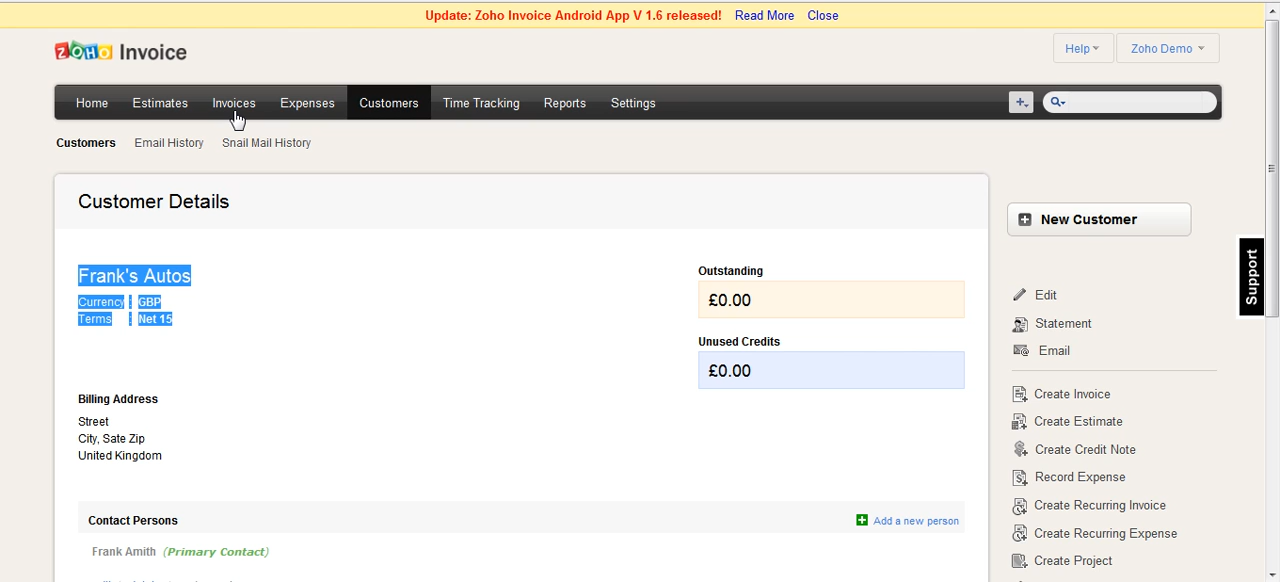 Update: Zoho Invoice Android App V 1.6 released! Read More Close
ZOHO Invoice
Help Zoho Demo
Home Estimates Invoices Expenses Customers Time Tracking Reports Settings
Customers Email History Snail Mail History
Customer Details
New Customer
Support
Frank's Autos
Currency : GBP
Terms : Net 15
Outstanding
£0.00
Unused Credits
£0.00
Edit
Statement
Email
Billing Address
Street
City, Sate Zip
United Kingdom
Create Invoice
Create Estimate
Create Credit Note
Record Expense
Create Recurring Invoice
Create Recurring Expense
Create Project
Contact Persons Add a new person
Frank Amith (Primary Contact)